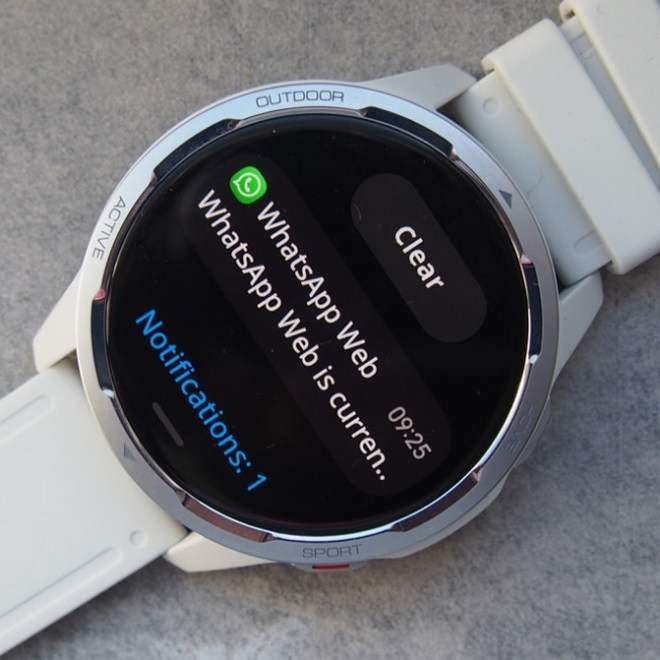 OUTDOOR
ACTIVE
Notifications: 1
WhatsApp Web
09:25
WhatsApp Web is curren..
Clear
SPORT